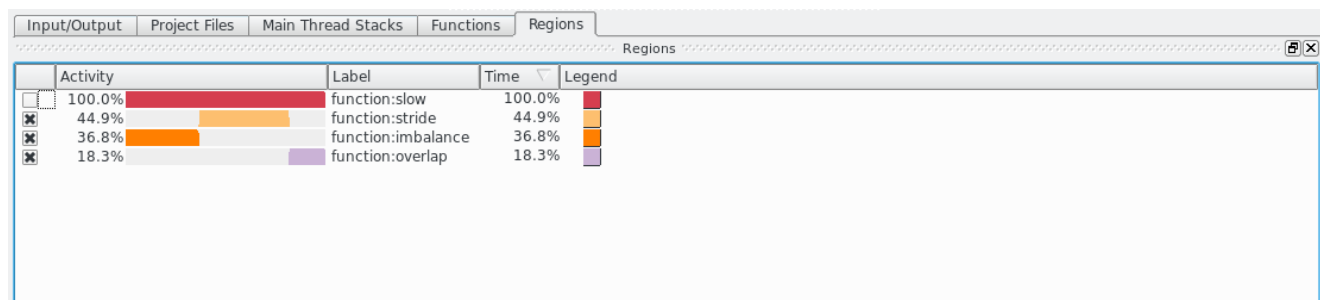 Input/Output Project Files Main Thread Stacks Functions Regions
Regions
Activity Label Time Legend
100.0% function:slow 100.0%
44.9% function:stride 44.9%
36.8% function:imbalance 36.8%
18.3% function:overlap 18.3%